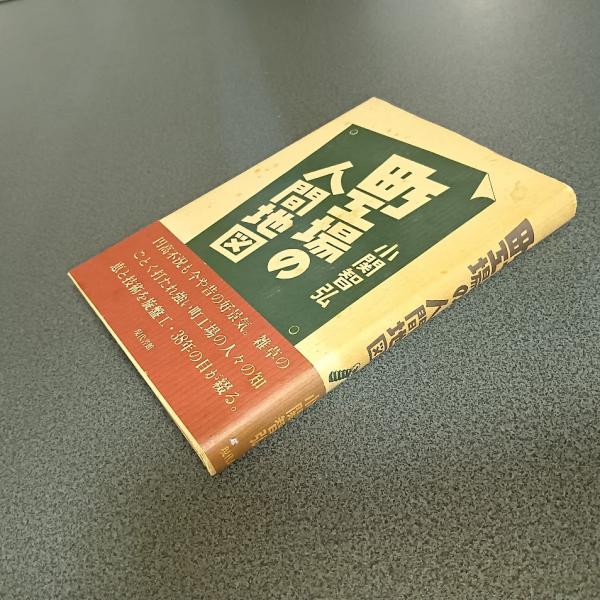 町工場の
人間地図
小関智弘
円高不況も今や昔の好景気。雑草の
ごとく打たれ強い町工場の人々の知
恵と技術を旋盤工・38年の目が綴る。
現代書館
町工場の人間地図
小関智弘
現代